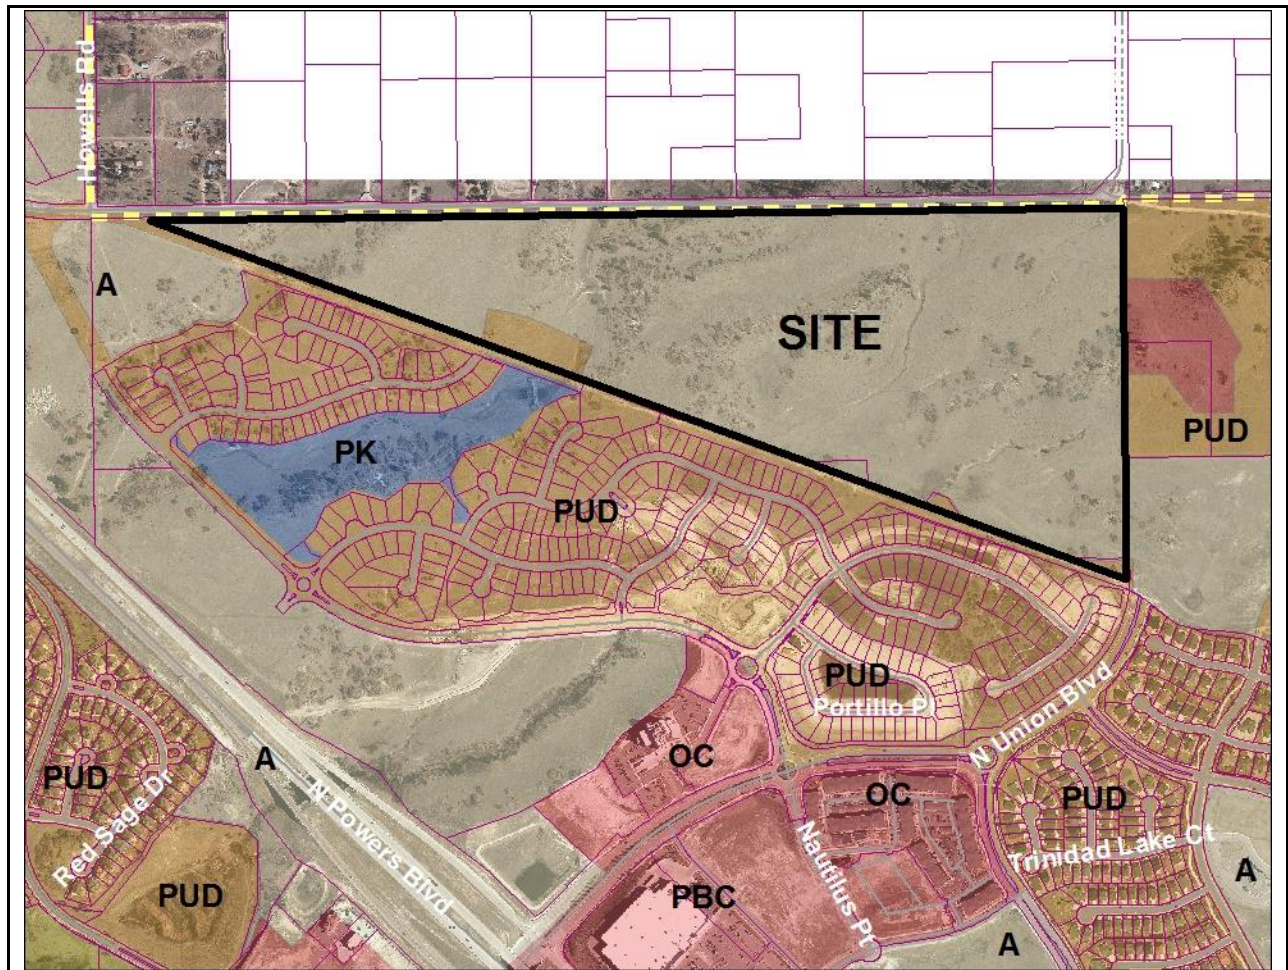 Howells Rd
A
SITE
PUD
PK
PUD
PUD
Portillo Pl
N Union Blvd
OC
A
PUD
Red Sage Dr
N Powers Blvd
OC
PUD
Trinidad Lake Ct
Nautilus Pt
PBC
PUD
A
A